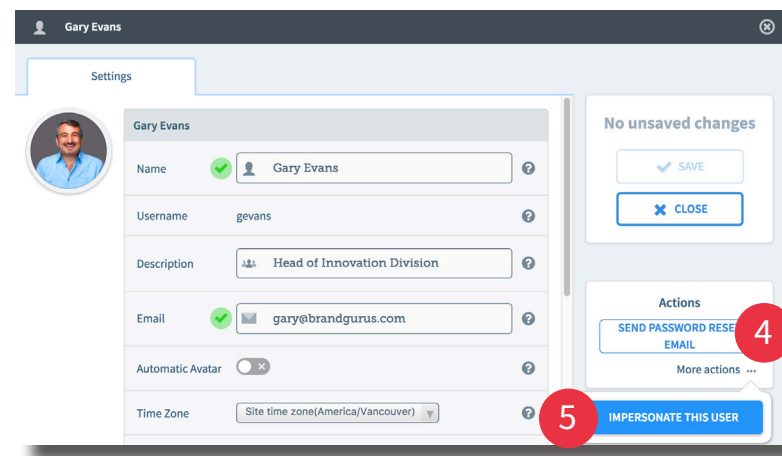 Gary Evans
Settings
Gary Evans
Name Gary Evans
Username gevans
Description Head of Innovation Division
Email gary@brandgurus.com
Automatic Avatar
Time Zone Site time zone(America/Vancouver)
No unsaved changes
SAVE
CLOSE
Actions
SEND PASSWORD RESE
EMAIL
4
More actions ...
5
IMPERSONATE THIS USER